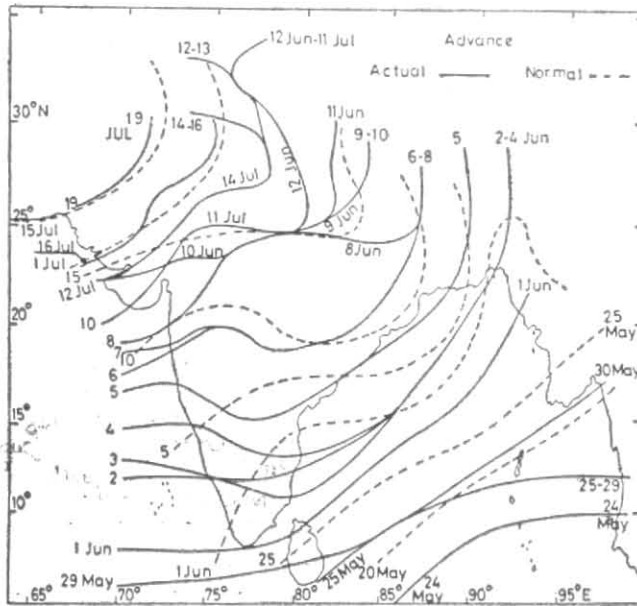 12-13
12 Jun-11 Jul
Advance
Actual
Normal
30°N
19
JUL
14-16
11 Jun
9-10
5
2-4 Jun
6-8
12 Jun
14 Jul
19
25°
15 Jul
11 Jul
9 Jun
8 Jun
16 Jul
1 Jul
15
10 Jun
12 Jul
1 Jun
20°
10
25
May
8
7
10
6
30 May
5
15°
4
5
3
2
10°
25-29
24
May
1 Jun
25
29 May
1 Jun
25 May
20 May
24
May
65°
70°
75°
80°
85°
90°
95°E